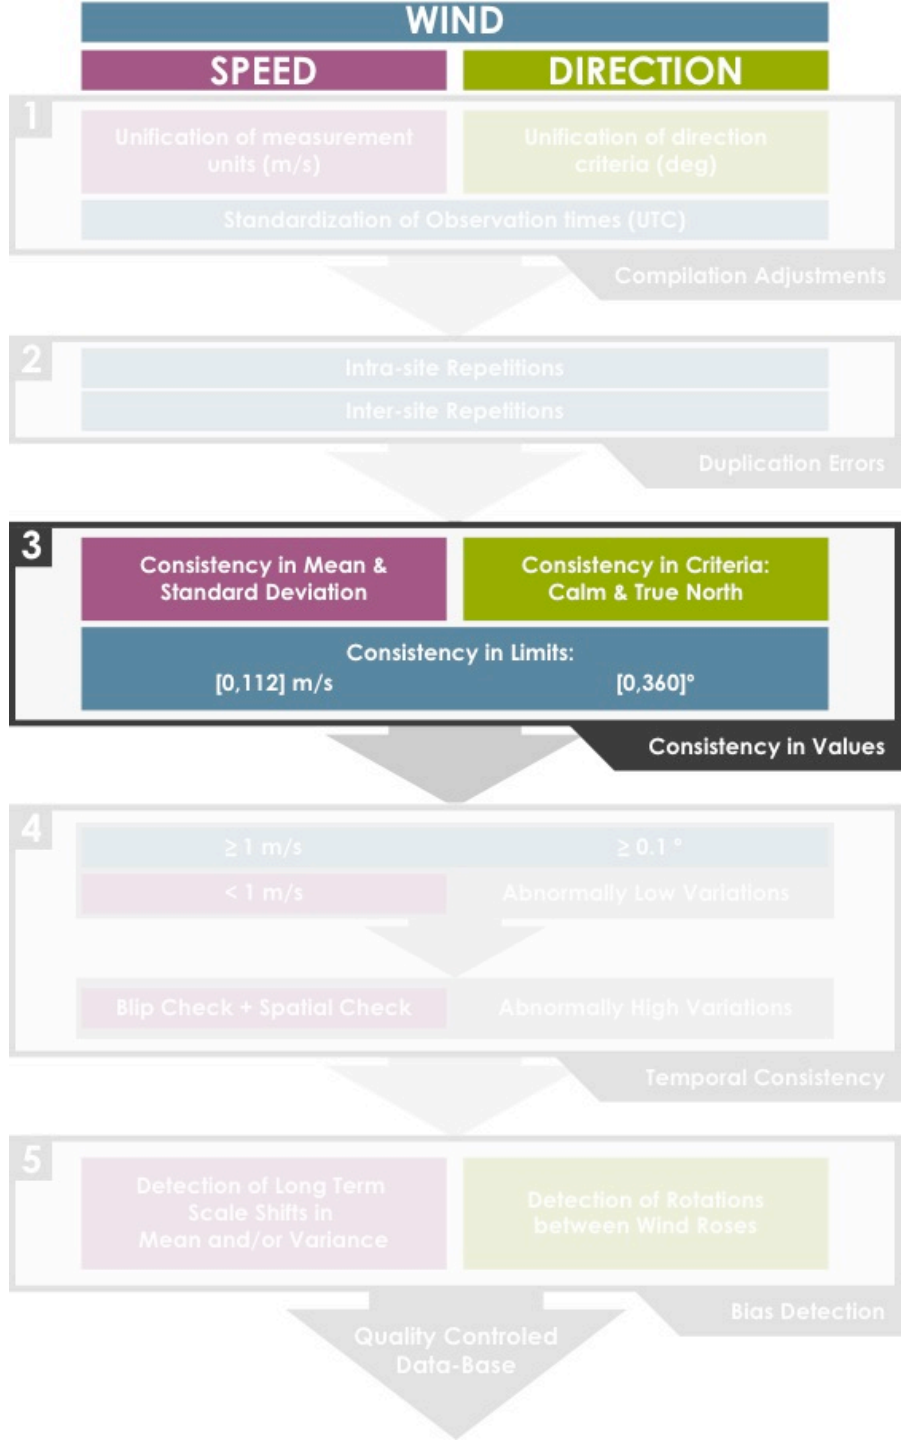 WIND
SPEED
DIRECTION
1
Unification of measurement
units (m/s)
Unification of direction
criteria (deg)
Standardization of Observation times (UTC)
Compilation Adjustments
2
Intra-site Repetitions
Inter-site Repetitions
Duplication Errors
3
Consistency in Mean &
Standard Deviation
Consistency in Criteria:
Calm & True North
Consistency in Limits:
[0,112] m/s
[0,360]º
Consistency in Values
4
≥ 1 m/s
≥ 0.1 º
< 1 m/s
Abnormally Low Variations
Blip Check + Spatial Check
Abnormally High Variations
Temporal Consistency
5
Detection of Long Term
Scale Shifts in
Mean and/or Variance
Detection of Rotations
between Wind Roses
Bias Detection
Quality Controled
Data-Base